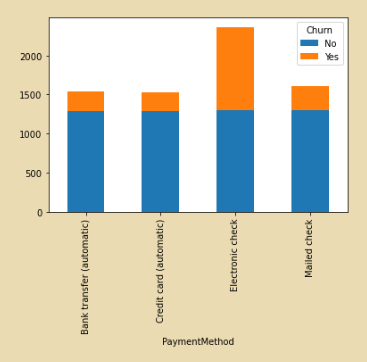 Churn
No
Yes
2000
1500
1000
500
0
Bank transfer (automatic)
Credit card (automatic)
Electronic check
Mailed check
PaymentMethod